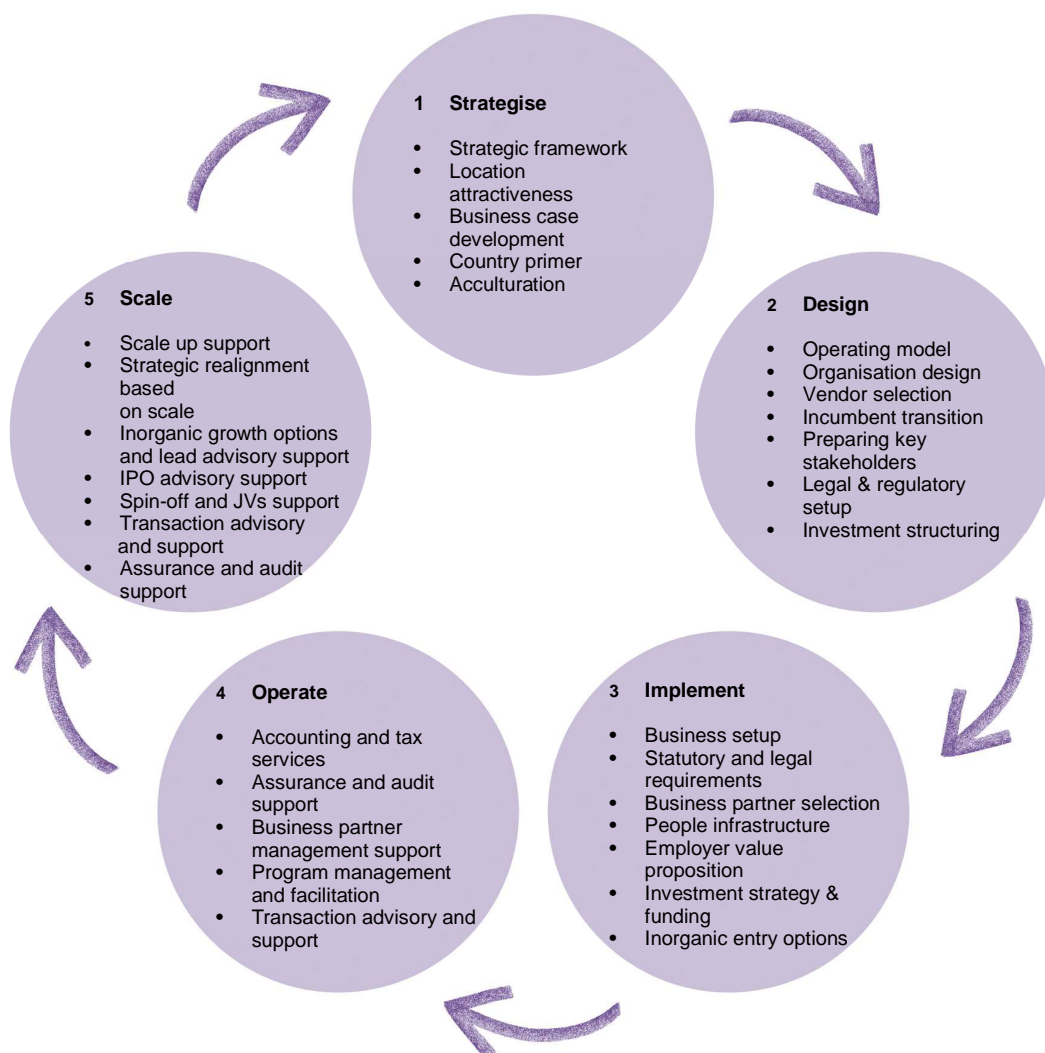 1 Strategise
• Strategic framework
• Location
attractiveness
• Business case
development
• Country primer
• Acculturation
2 Design
• Operating model
• Organisation design
• Vendor selection
• Incumbent transition
• Preparing key
stakeholders
• Legal & regulatory
setup
• Investment structuring
3 Implement
• Business setup
• Statutory and legal
requirements
• Business partner selection
• People infrastructure
• Employer value
proposition
• Investment strategy &
funding
• Inorganic entry options
4 Operate
• Accounting and tax
services
• Assurance and audit
support
• Business partner
management support
• Program management
and facilitation
• Transaction advisory and
support
5 Scale
• Scale up support
• Strategic realignment
based
on scale
• Inorganic growth options
and lead advisory support
• IPO advisory support
• Spin-off and JVs support
• Transaction advisory
and support
• Assurance and audit
support